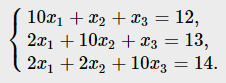 10x₁ + x₂ + x₃ = 12,
2x₁ + 10x₂ + x₃ = 13,
2x₁ + 2x₂ + 10x₃ = 14.